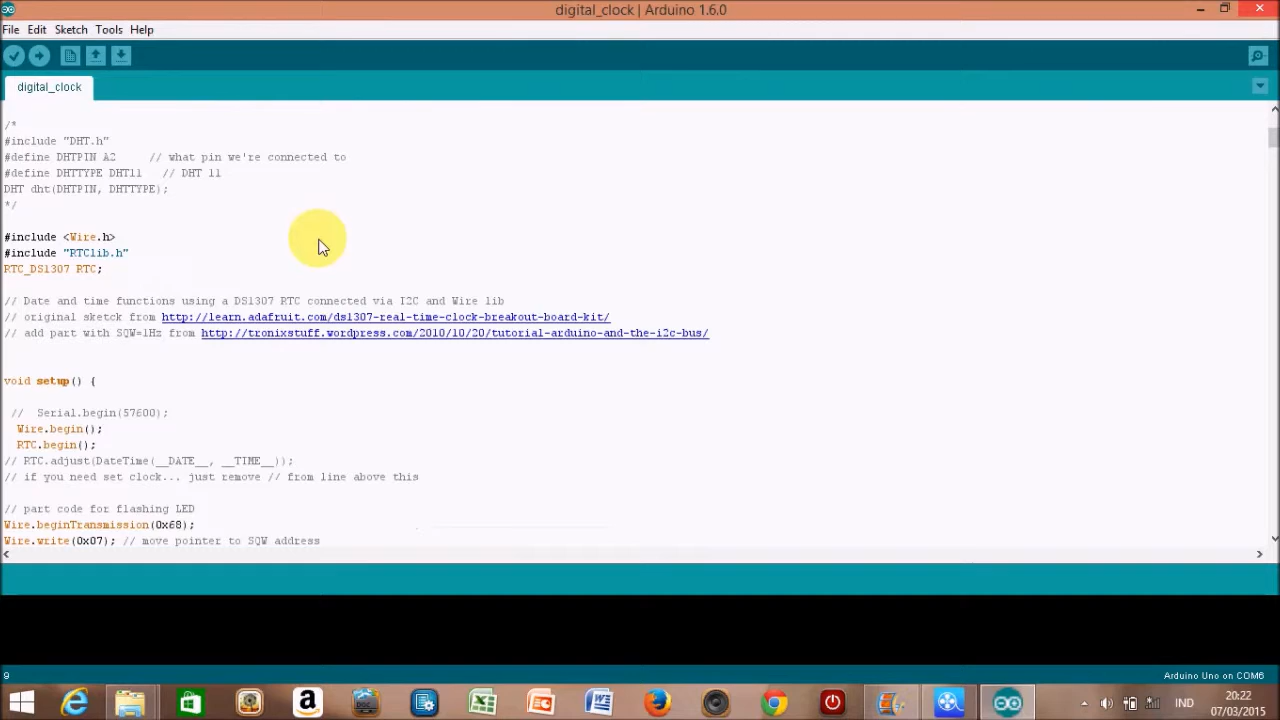 digital_clock | Arduino 1.6.0
File Edit Sketch Tools Help
digital_clock
/*
#include "DHT.h"
#define DHTPIN A2     // what pin we're connected to
#define DHTTYPE DHT11   // DHT 11
DHT dht(DHTPIN, DHTTYPE);
*/
#include <Wire.h>
#include "RTClib.h"
RTC_DS1307 RTC;
// Date and time functions using a DS1307 RTC connected via I2C and Wire lib
// original sketck from http://learn.adafruit.com/ds1307-real-time-clock-breakout-board-kit/
// add part with SQW=1Hz from http://tronixstuff.wordpress.com/2010/10/20/tutorial-arduino-and-the-i2c-bus/
void setup() {
//  Serial.begin(57600);
Wire.begin();
RTC.begin();
// RTC.adjust(DateTime(__DATE__, __TIME__));
// if you need set clock... just remove // from line above this
// part code for flashing LED
Wire.beginTransmission(0x68);
Wire.write(0x07); // move pointer to SQW address
9
Arduino Uno on COM6
IND
20:22
07/03/2015